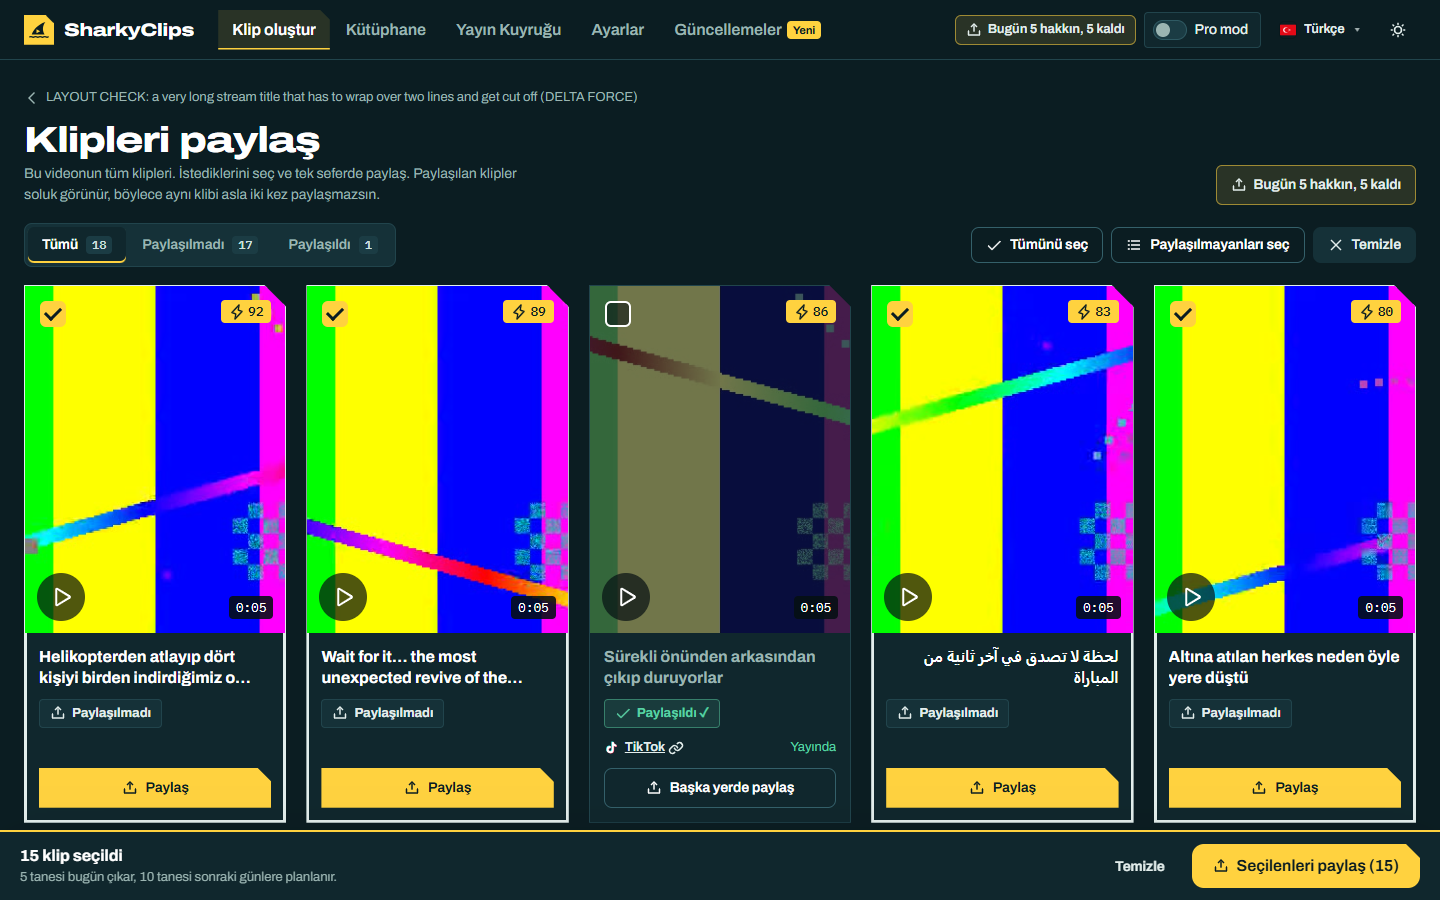 SharkyClips
Klip oluştur
Kütüphane
Yayın Kuyruğu
Ayarlar
Güncellemeler Yeni
Bugün 5 hakkın, 5 kaldı
Pro mod
Türkçe
LAYOUT CHECK: a very long stream title that has to wrap over two lines and get cut off (DELTA FORCE)
Klipleri paylaş
Bu videonun tüm klipleri. İstediklerini seç ve tek seferde paylaş. Paylaşılan klipler
soluk görünür, böylece aynı klibi asla iki kez paylaşmazsın.
Bugün 5 hakkın, 5 kaldı
Tümü 18
Paylaşılmadı 17
Paylaşıldı 1
Tümünü seç
Paylaşılmayanları seç
Temizle
92
0:05
Helikopterden atlayıp dört
kişiyi birden indirdiğimiz o...
Paylaşılmadı
Paylaş
89
0:05
Wait for it... the most
unexpected revive of the...
Paylaşılmadı
Paylaş
86
0:05
Sürekli önünden arkasından
çıkıp duruyorlar
Paylaşıldı ✓
TikTok
Yayında
Başka yerde paylaş
83
0:05
لحظة لا تصدق في آخر ثانية من
المباراة
Paylaşılmadı
Paylaş
80
0:05
Altına atılan herkes neden öyle
yere düştü
Paylaşılmadı
Paylaş
15 klip seçildi
5 tanesi bugün çıkar, 10 tanesi sonraki günlere planlanır.
Temizle
Seçilenleri paylaş (15)